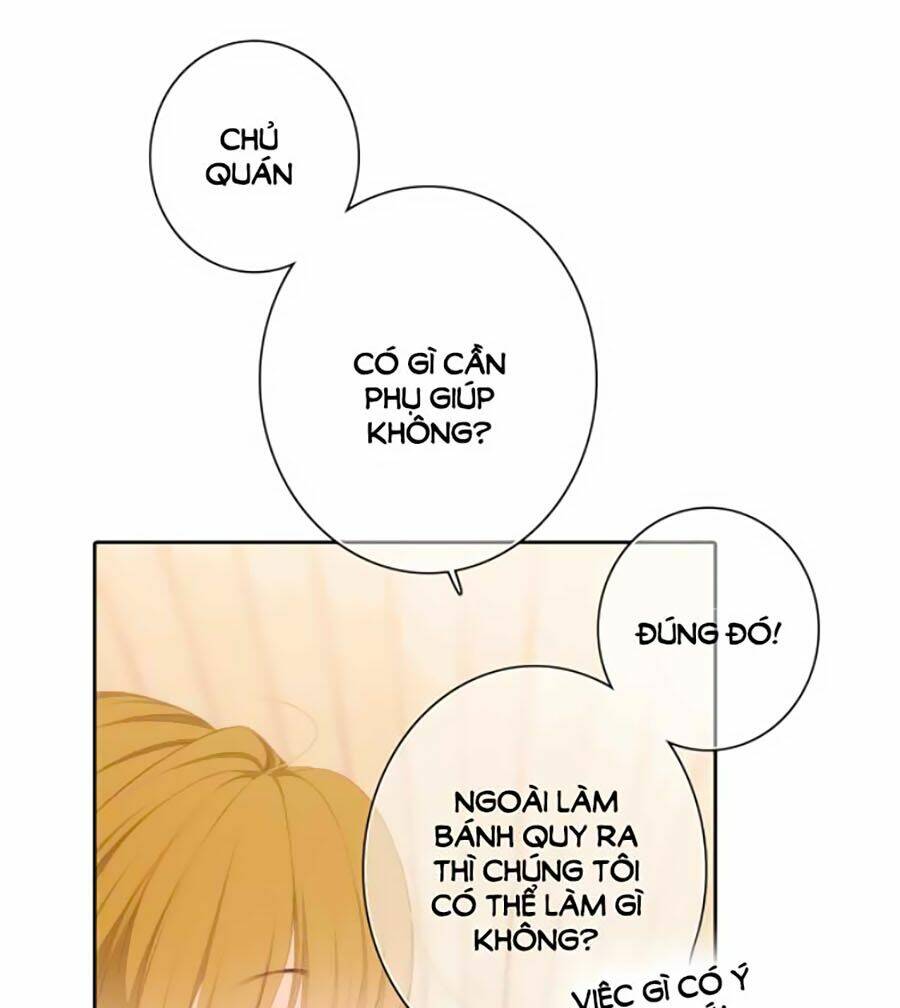 CHỦ
QUÁN
CÓ GÌ CẦN
PHỤ GIÚP
KHÔNG?
ĐÚNG ĐÓ!
NGOÀI LÀM
BÁNH QUY RA
THÌ CHÚNG TÔI
CÓ THỂ LÀM GÌ
KHÔNG?
VIỆC GÌ CÓ Ý